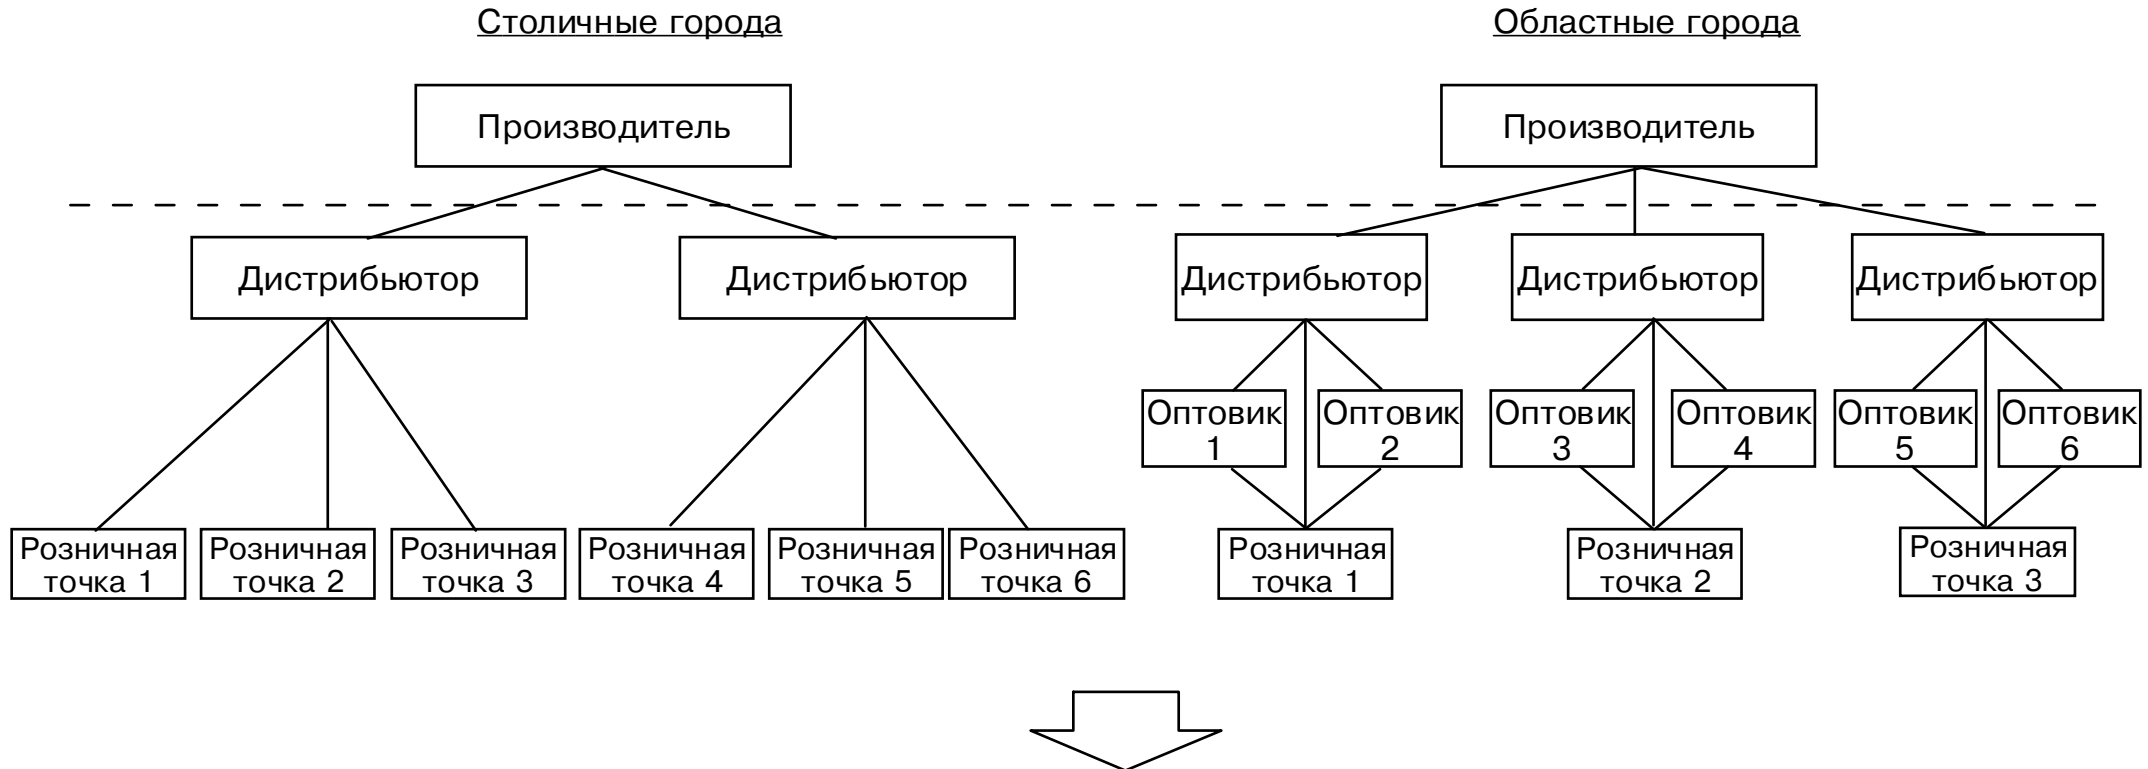 Столичные города
Областные города
Производитель
Производитель
Дистрибьютор
Дистрибьютор
Дистрибьютор
Дистрибьютор
Дистрибьютор
Оптовик
1
Оптовик
2
Оптовик
3
Оптовик
4
Оптовик
5
Оптовик
6
Розничная
точка 1
Розничная
точка 2
Розничная
точка 3
Розничная
точка 4
Розничная
точка 5
Розничная
точка 6
Розничная
точка 1
Розничная
точка 2
Розничная
точка 3